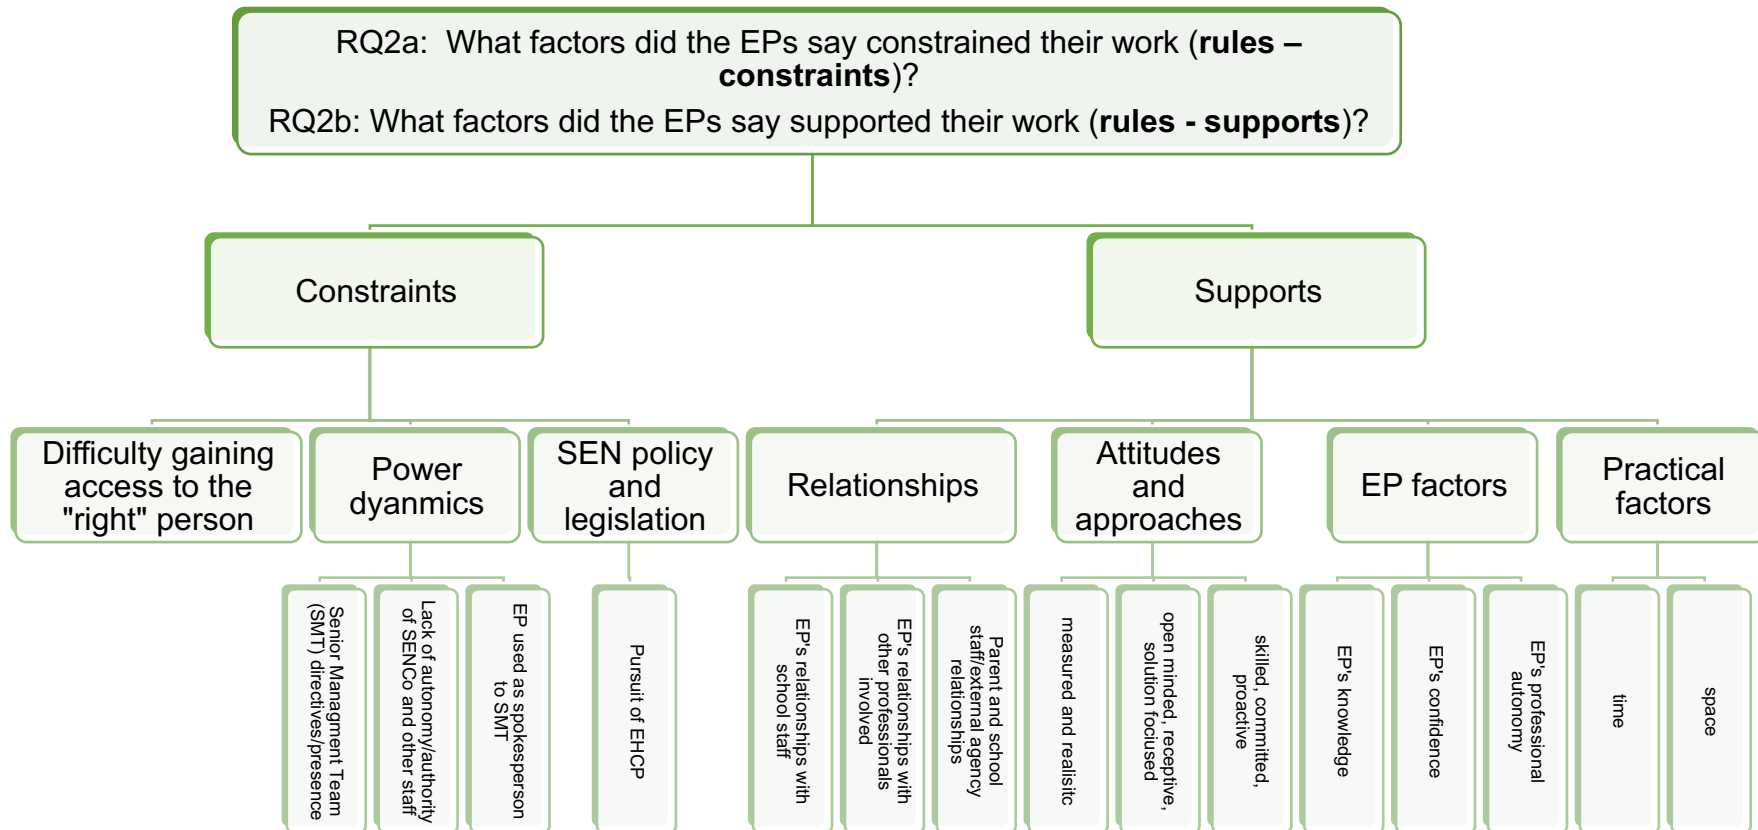 RQ2a:  What factors did the EPs say constrained their work (rules –
constraints)?
RQ2b: What factors did the EPs say supported their work (rules - supports)?
Constraints
Supports
Difficulty gaining
access to the
"right" person
Power
dyanmics
SEN policy
and
legislation
Relationships
Attitudes
and
approaches
EP factors
Practical
factors
Senior Managment Team
(SMT) directives/presence
Lack of autonomy/authority
of SENCo and other staff
EP used as spokesperson
to SMT
Pursuit of EHCP
EP's relationships with
school staff
EP's relationships with
other professionals
involved
Parent and school
staff/external agency
relationships
measured and realisitc
open minded, receptive,
solution fociused
skilled, committed,
proactive
EP's knowledge
EP's confidence
EP's professional
autonomy
time
space